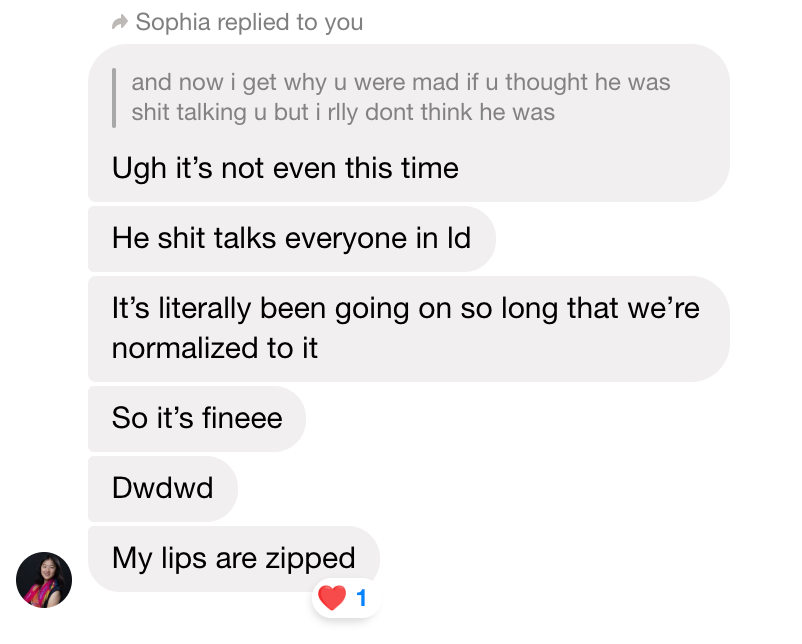 Sophia replied to you
and now i get why u were mad if u thought he was
shit talking u but i rlly dont think he was
Ugh it’s not even this time
He shit talks everyone in ld
It’s literally been going on so long that we’re
normalized to it
So it’s fineee
Dwdwd
My lips are zipped
1